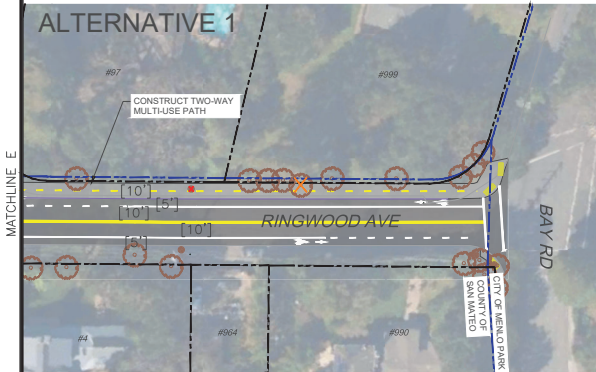 ALTERNATIVE 1
#97
#999
CONSTRUCT TWO-WAY
MULTI-USE PATH
MATCHLINE E
[10']
[5']
[10']
[10']
[5']
RINGWOOD AVE
BAY RD
CITY OF MENLO PARK
COUNTY OF
SAN MATEO
#4
#964
#990